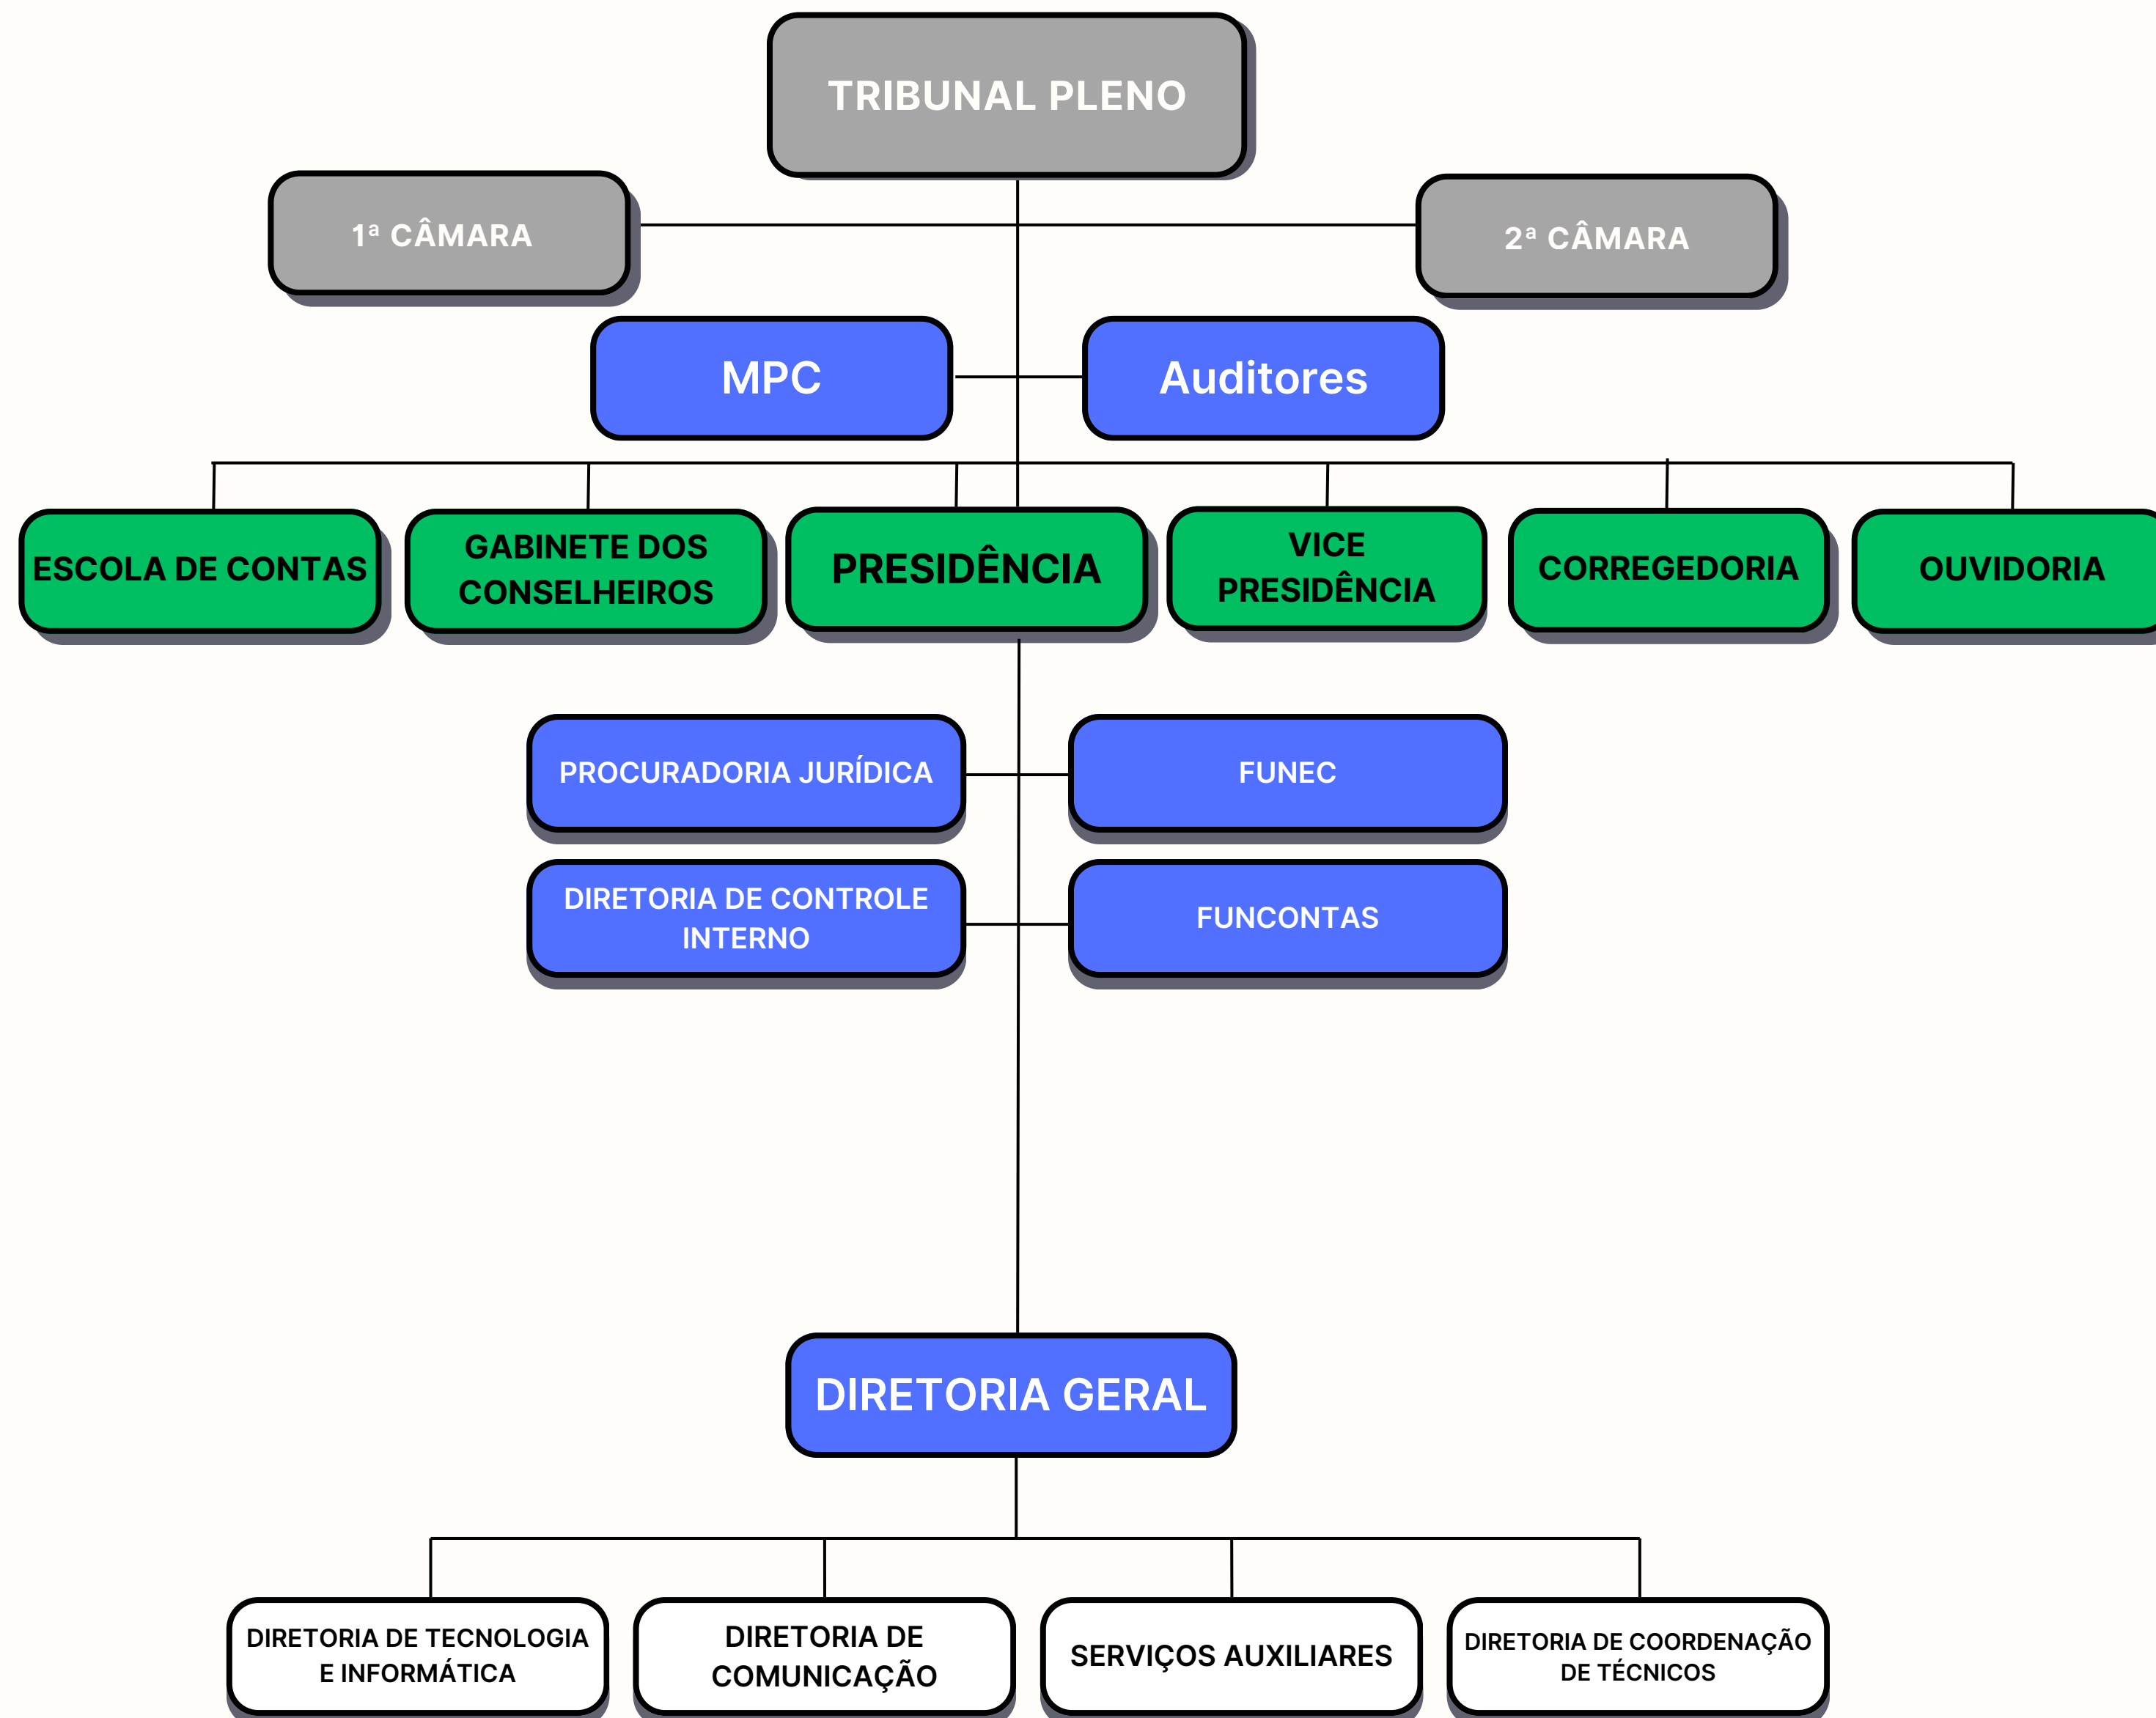 TRIBUNAL PLENO
1ª CÂMARA
2ª CÂMARA
MPC
Auditores
ESCOLA DE CONTAS
GABINETE DOS
CONSELHEIROS
PRESIDÊNCIA
VICE
PRESIDÊNCIA
CORREGEDORIA
OUVIDORIA
PROCURADORIA JURÍDICA
FUNEC
DIRETORIA DE CONTROLE
INTERNO
FUNCONTAS
DIRETORIA GERAL
DIRETORIA DE TECNOLOGIA
E INFORMÁTICA
DIRETORIA DE
COMUNICAÇÃO
SERVIÇOS AUXILIARES
DIRETORIA DE COORDENAÇÃO
DE TÉCNICOS